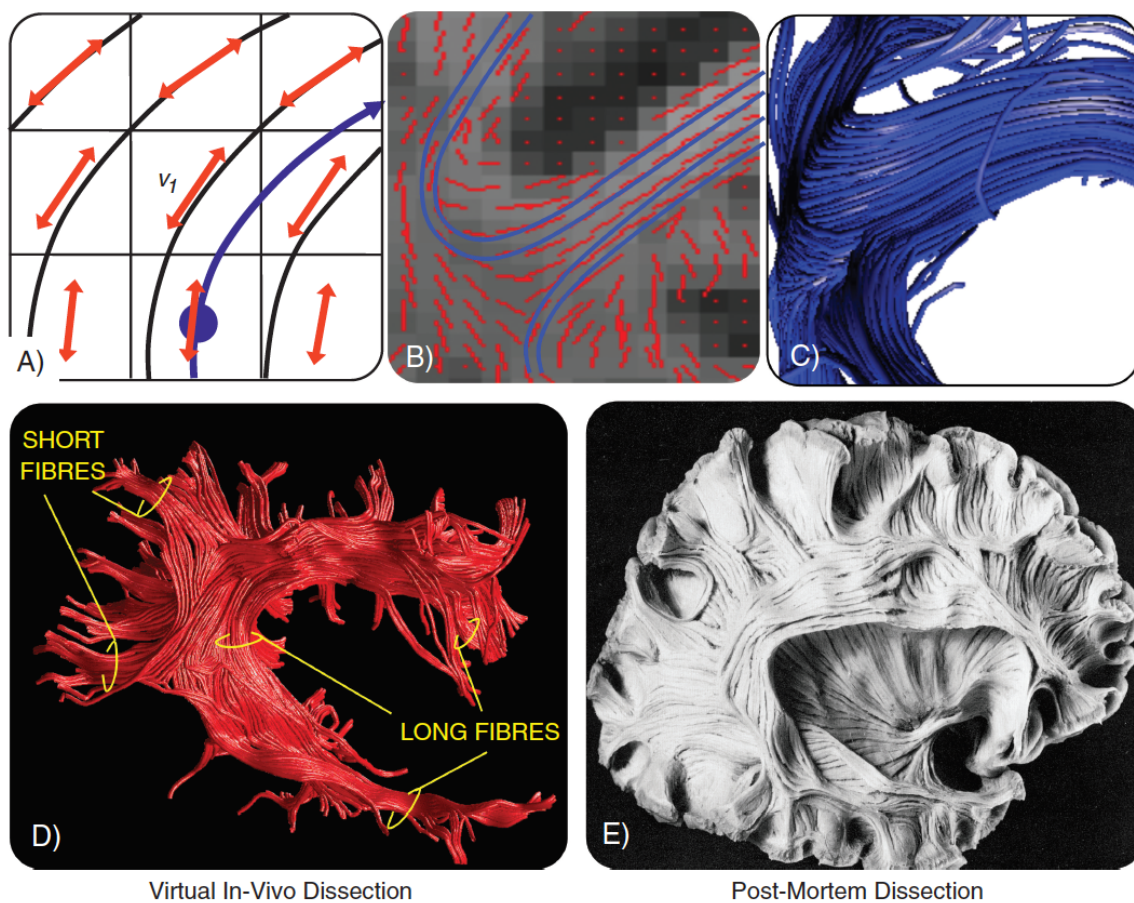 v1
A)
B)
C)
SHORT
FIBRES
LONG FIBRES
D)
E)
Virtual In-Vivo Dissection
Post-Mortem Dissection